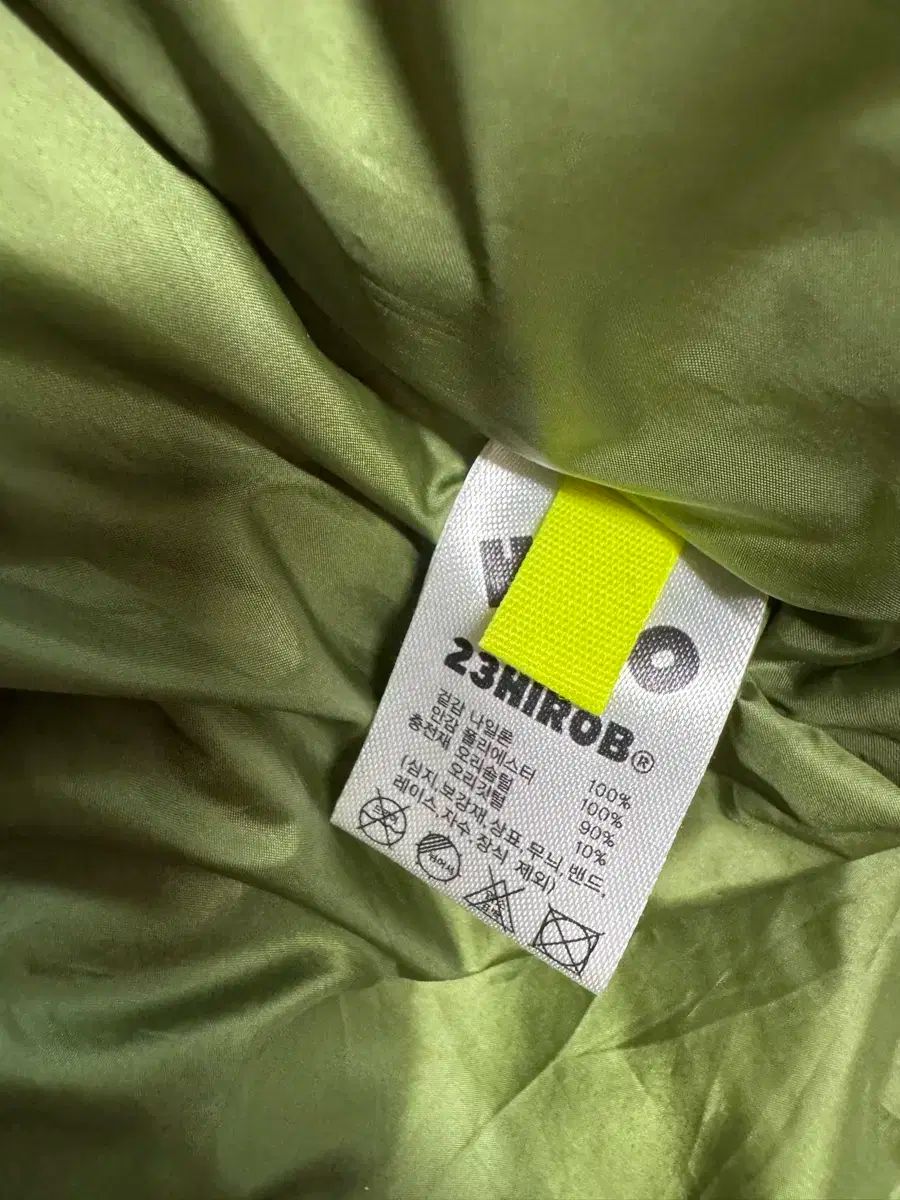 23HIROB®
겉감 나일론 100%
안감 폴리에스터 100%
충전재 오리솜털 90%
오리깃털 10%
(심지,보강재,상표,무늬,밴드,
레이스,자수.장식 제외)